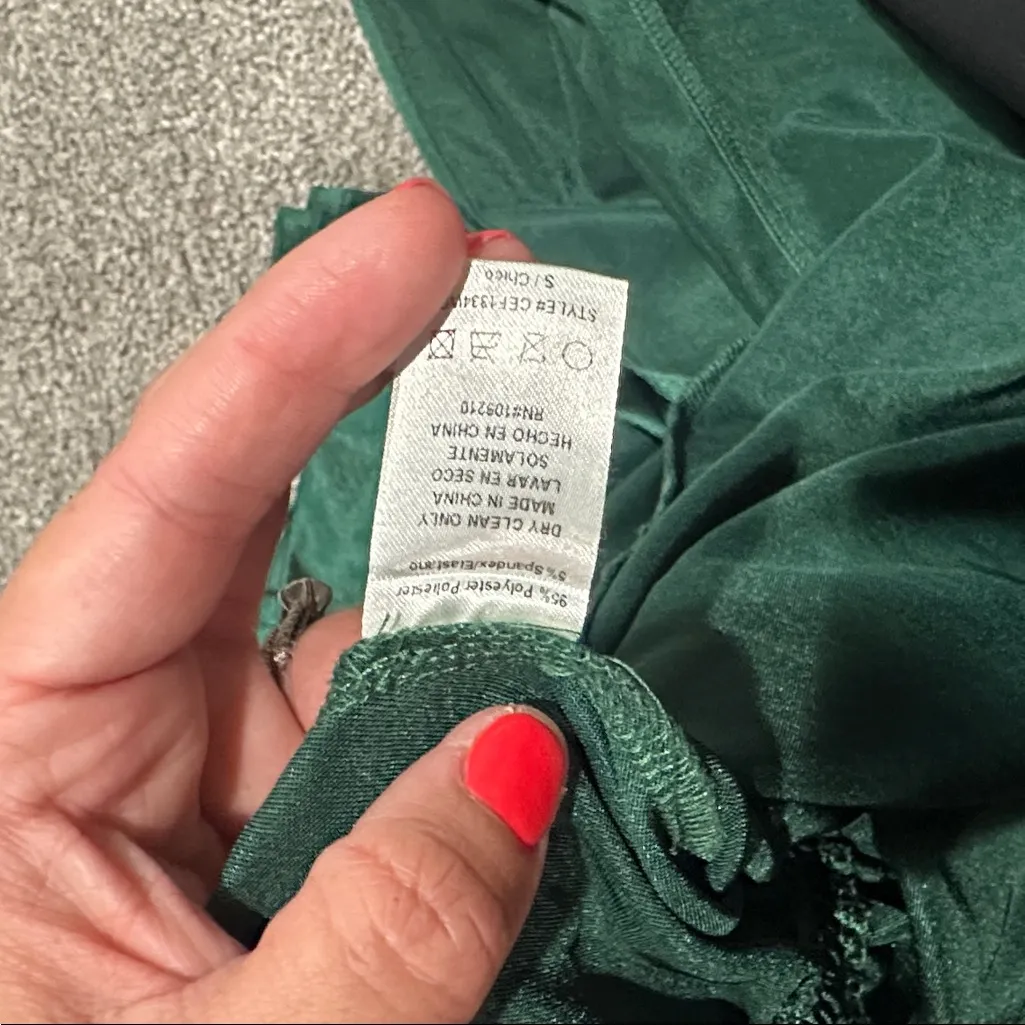 95% Polyester Poliester
5% Spandex/Elastano
DRY CLEAN ONLY
MADE IN CHINA
LAVAR EN SECO
SOLAMENTE
HECHO EN CHINA
RN#109210
STYLE#
S / Chico